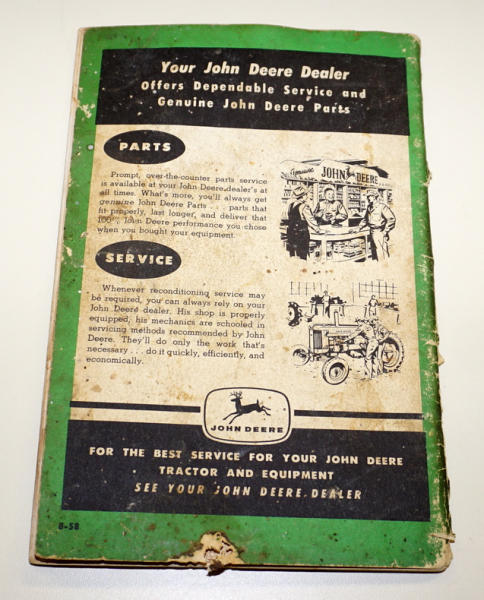 Your John Deere Dealer
Offers Dependable Service and
Genuine John Deere Parts
PARTS
Prompt, over-the-counter parts service
is available at your John Deere dealer's at
all times. What's more, you'll always get
genuine John Deere Parts . . . parts that
fit properly, last longer, and deliver that
100% John Deere performance you chose
when you bought your equipment.
Genuine
JOHN DEERE
SERVICE
Whenever reconditioning service may
be required, you can always rely on your
John Deere dealer. His shop is properly
equipped, his mechanics are schooled in
servicing methods recommended by John
Deere. They'll do only the work that's
necessary . . . do it quickly, efficiently, and
economically.
JOHN DEERE
FOR THE BEST SERVICE FOR YOUR JOHN DEERE
TRACTOR AND EQUIPMENT
SEE YOUR JOHN DEERE DEALER
8-58